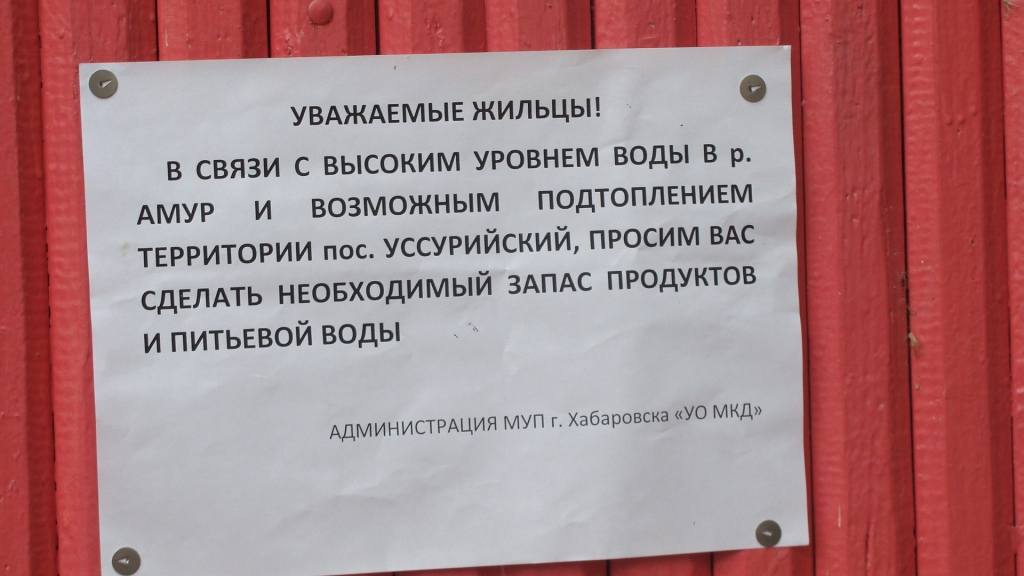 УВАЖАЕМЫЕ ЖИЛЬЦЫ!
В СВЯЗИ С ВЫСОКИМ УРОВНЕМ ВОДЫ В р.
АМУР И ВОЗМОЖНЫМ ПОДТОПЛЕНИЕМ
ТЕРРИТОРИИ пос. УССУРИЙСКИЙ, ПРОСИМ ВАС
СДЕЛАТЬ НЕОБХОДИМЫЙ ЗАПАС ПРОДУКТОВ
И ПИТЬЕВОЙ ВОДЫ
АДМИНИСТРАЦИЯ МУП г. Хабаровска «УО МКД»